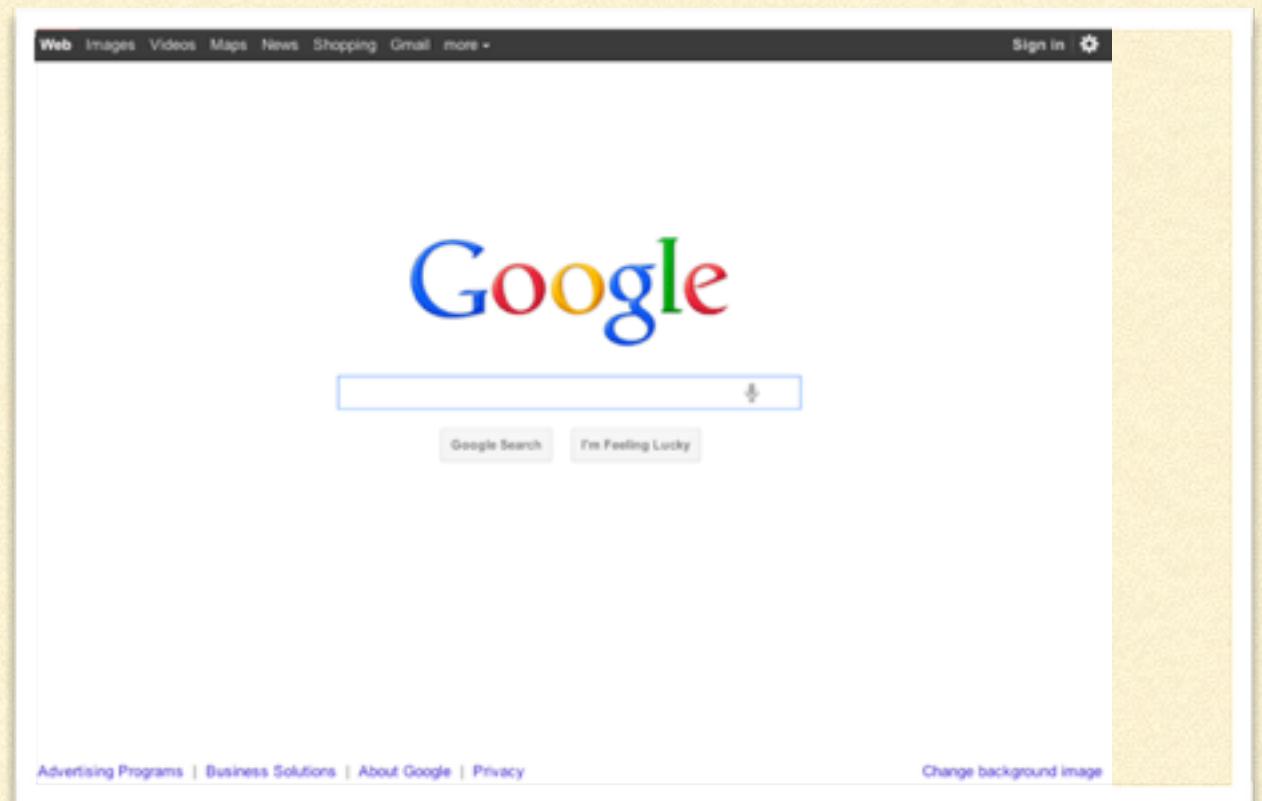 Web Images Videos Maps News Shopping Gmail more Sign in
Google
Google Search I'm Feeling Lucky
Advertising Programs | Business Solutions | About Google | Privacy Change background image